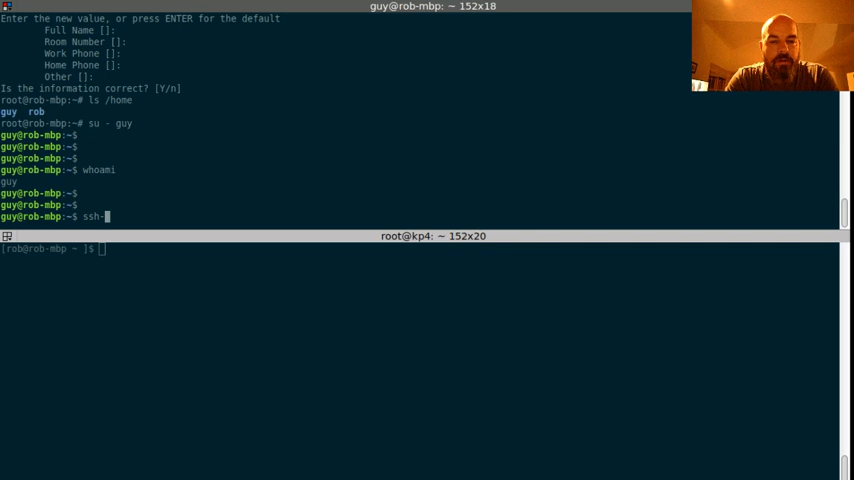 guy@rob-mbp: ~ 152x18
Enter the new value, or press ENTER for the default
Full Name []:
Room Number []:
Work Phone []:
Home Phone []:
Other []:
Is the information correct? [Y/n]
root@rob-mbp:~# ls /home
guy rob
root@rob-mbp:~# su - guy
guy@rob-mbp:~$
guy@rob-mbp:~$
guy@rob-mbp:~$
guy@rob-mbp:~$ whoami
guy
guy@rob-mbp:~$
guy@rob-mbp:~$
guy@rob-mbp:~$ ssh-
root@kp4: ~ 152x20
[rob@rob-mbp ~ ]$